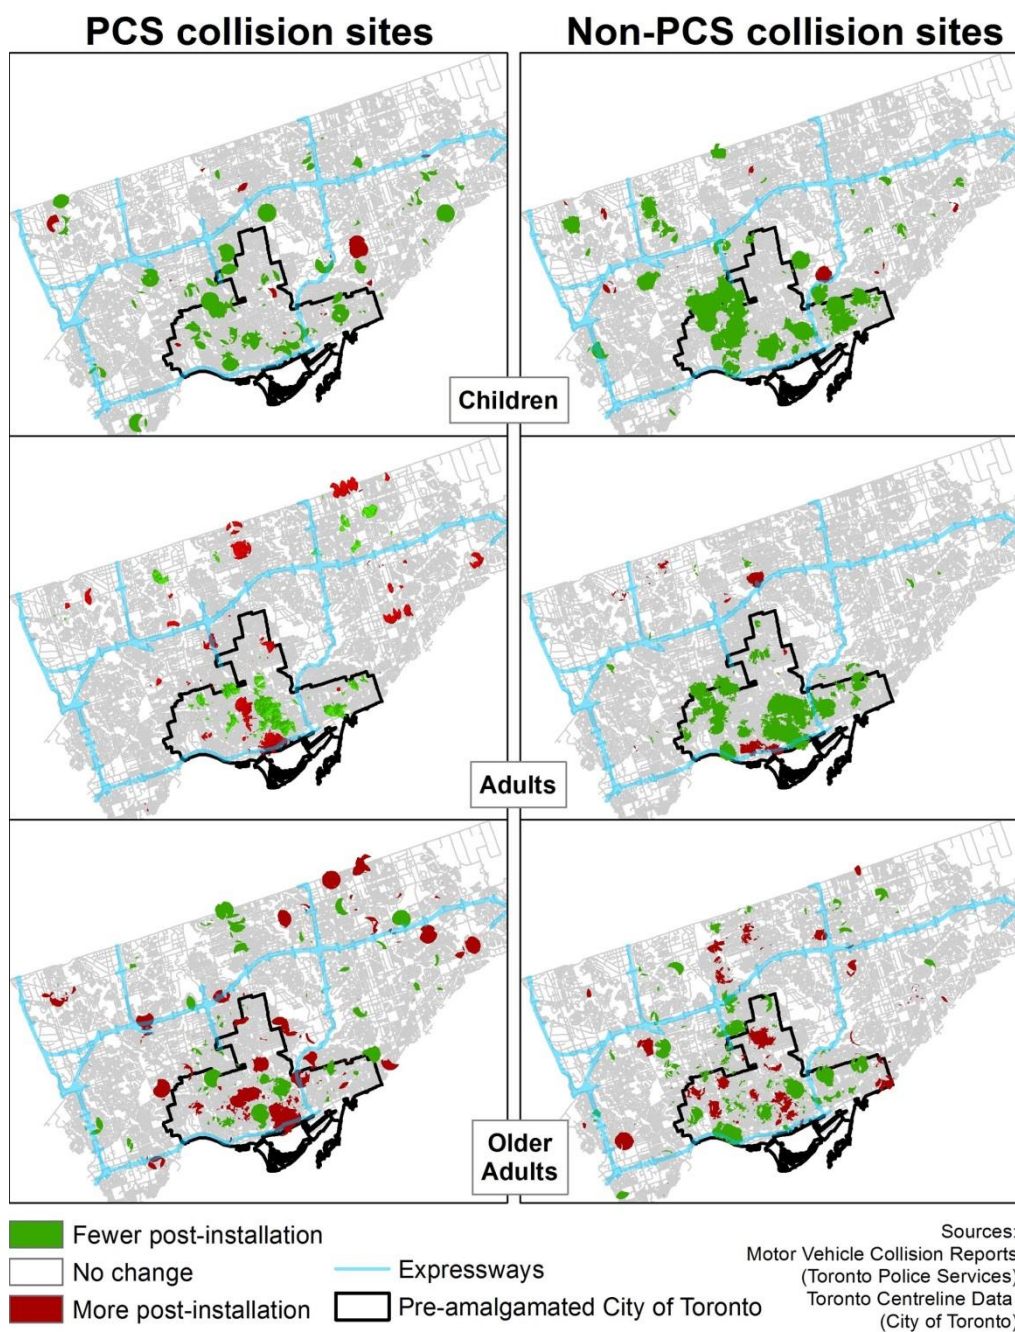 PCS collision sites
Non-PCS collision sites
Children
Adults
Older
Adults
Fewer post-installation
No change
More post-installation
Expressways
Pre-amalgamated City of Toronto
Sources:
Motor Vehicle Collision Reports
(Toronto Police Services)
Toronto Centreline Data
(City of Toronto)